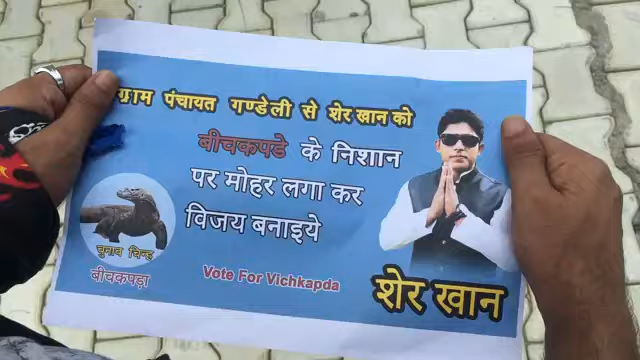 ग्राम पंचायत गण्डेली से शेर खान को
बीचकपडे के निशान
पर मोहर लगा कर
विजय बनाइये
चुनाव चिन्ह
बीचकपड़ा
Vote For Vichkapda
शेर खान